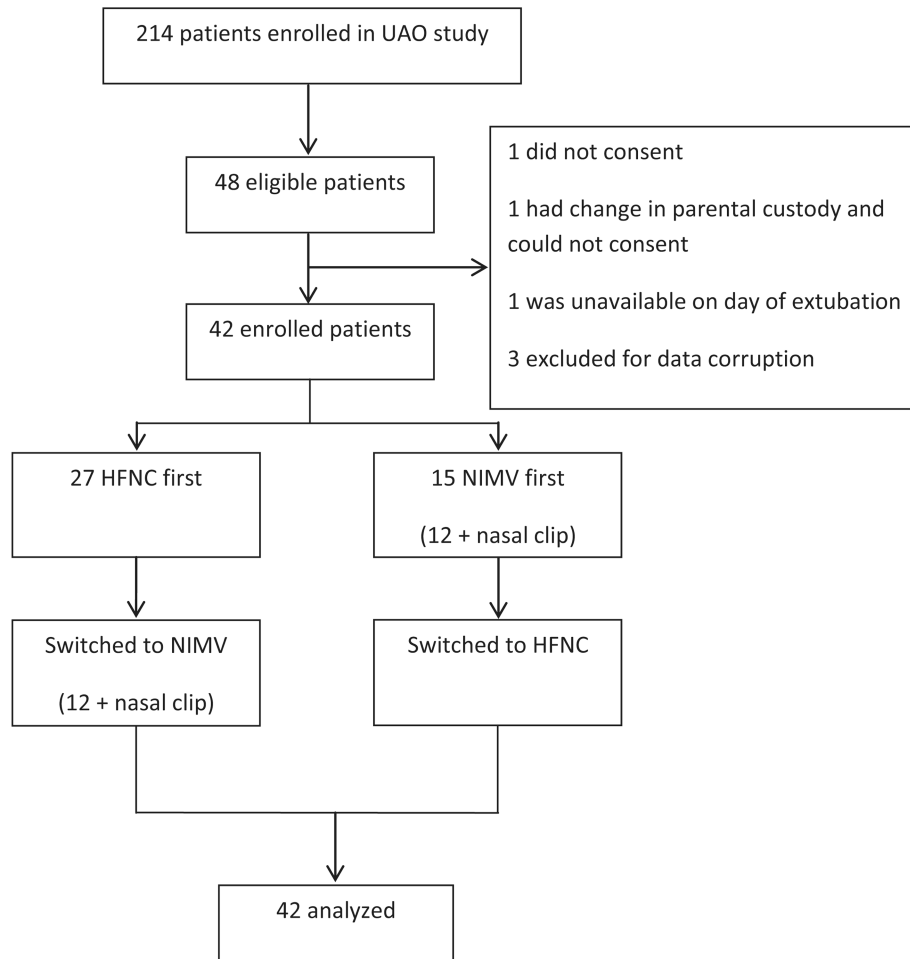 214 patients enrolled in UAO study
48 eligible patients
1 did not consent
1 had change in parental custody and
could not consent
1 was unavailable on day of extubation
3 excluded for data corruption
42 enrolled patients
27 HFNC first
15 NIMV first
(12 + nasal clip)
Switched to NIMV
(12 + nasal clip)
Switched to HFNC
42 analyzed